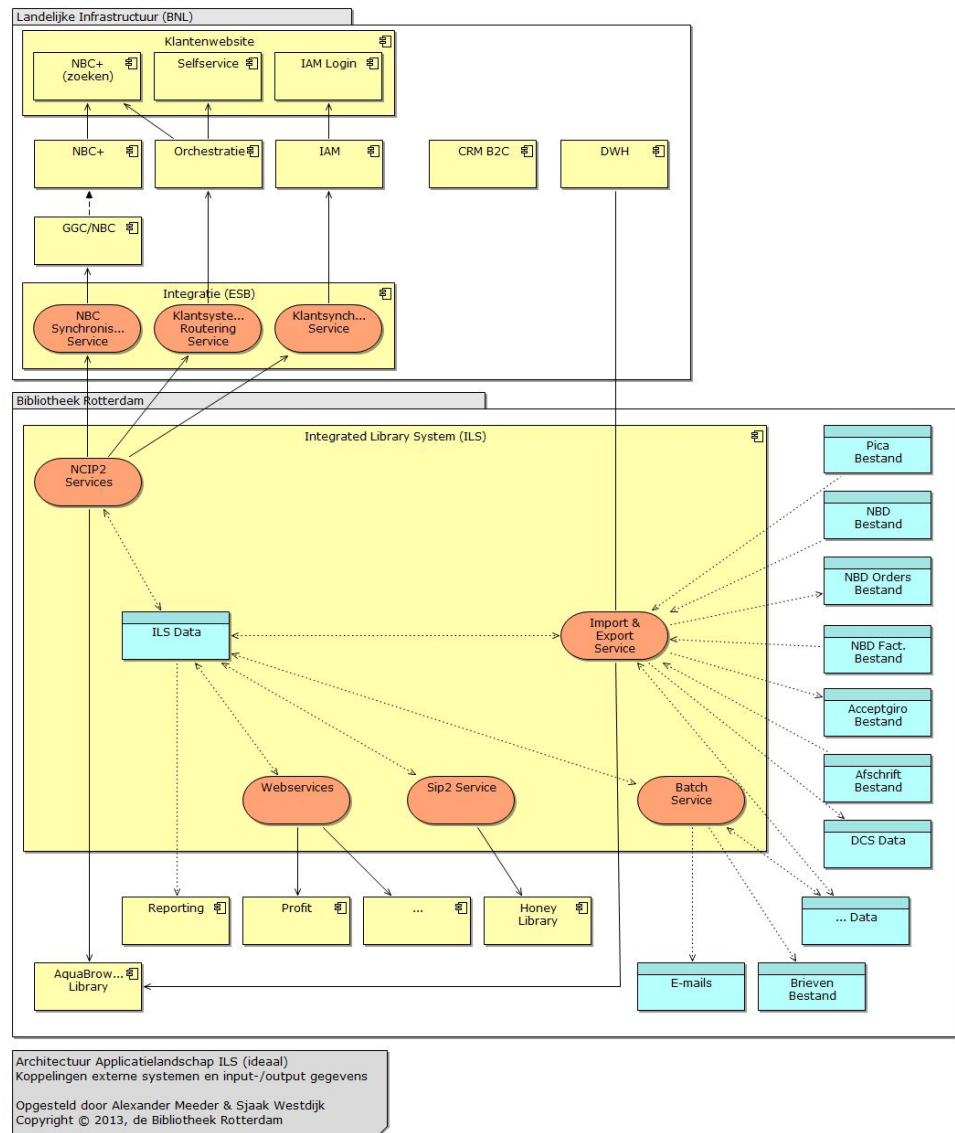 Landelijke Infrastructuur (BNL)
Klantenwebsite
NBC+
(zoeken)
Selfservice
IAM Login
NBC+
Orchestratie
IAM
CRM B2C
DWH
GGC/NBC
Integratie (ESB)
NBC
Synchronis...
Service
Klantsyste...
Routering
Service
Klantsynch...
Service
Bibliotheek Rotterdam
Integrated Library System (ILS)
NCIP2
Services
Pica
Bestand
NBD
Bestand
NBD Orders
Bestand
ILS Data
Import &
Export
Service
NBD Fact.
Bestand
Acceptgiro
Bestand
Afschrift
Bestand
Webservices
Sip2 Service
Batch
Service
DCS Data
Reporting
Profit
...
Honey
Library
... Data
AquaBrow...
Library
E-mails
Brieven
Bestand
Architectuur Applicatielandschap ILS (ideaal)
Koppelingen externe systemen en input-/output gegevens
Opgesteld door Alexander Meeder & Sjaak Westdijk
Copyright © 2013, de Bibliotheek Rotterdam